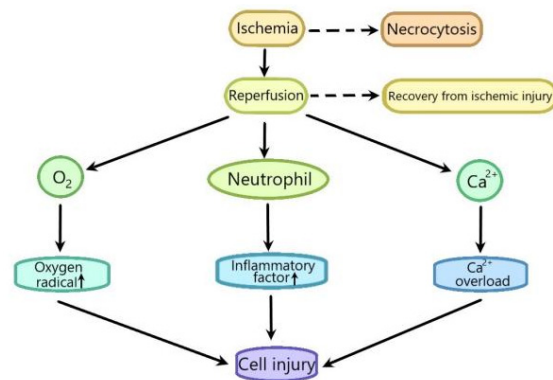 Ischemia
Necrocytosis
Reperfusion
Recovery from ischemic injury
O₂
Neutrophil
Ca²⁺
Oxygen
radical↑
Inflammatory
factor↑
Ca²⁺
overload
Cell injury